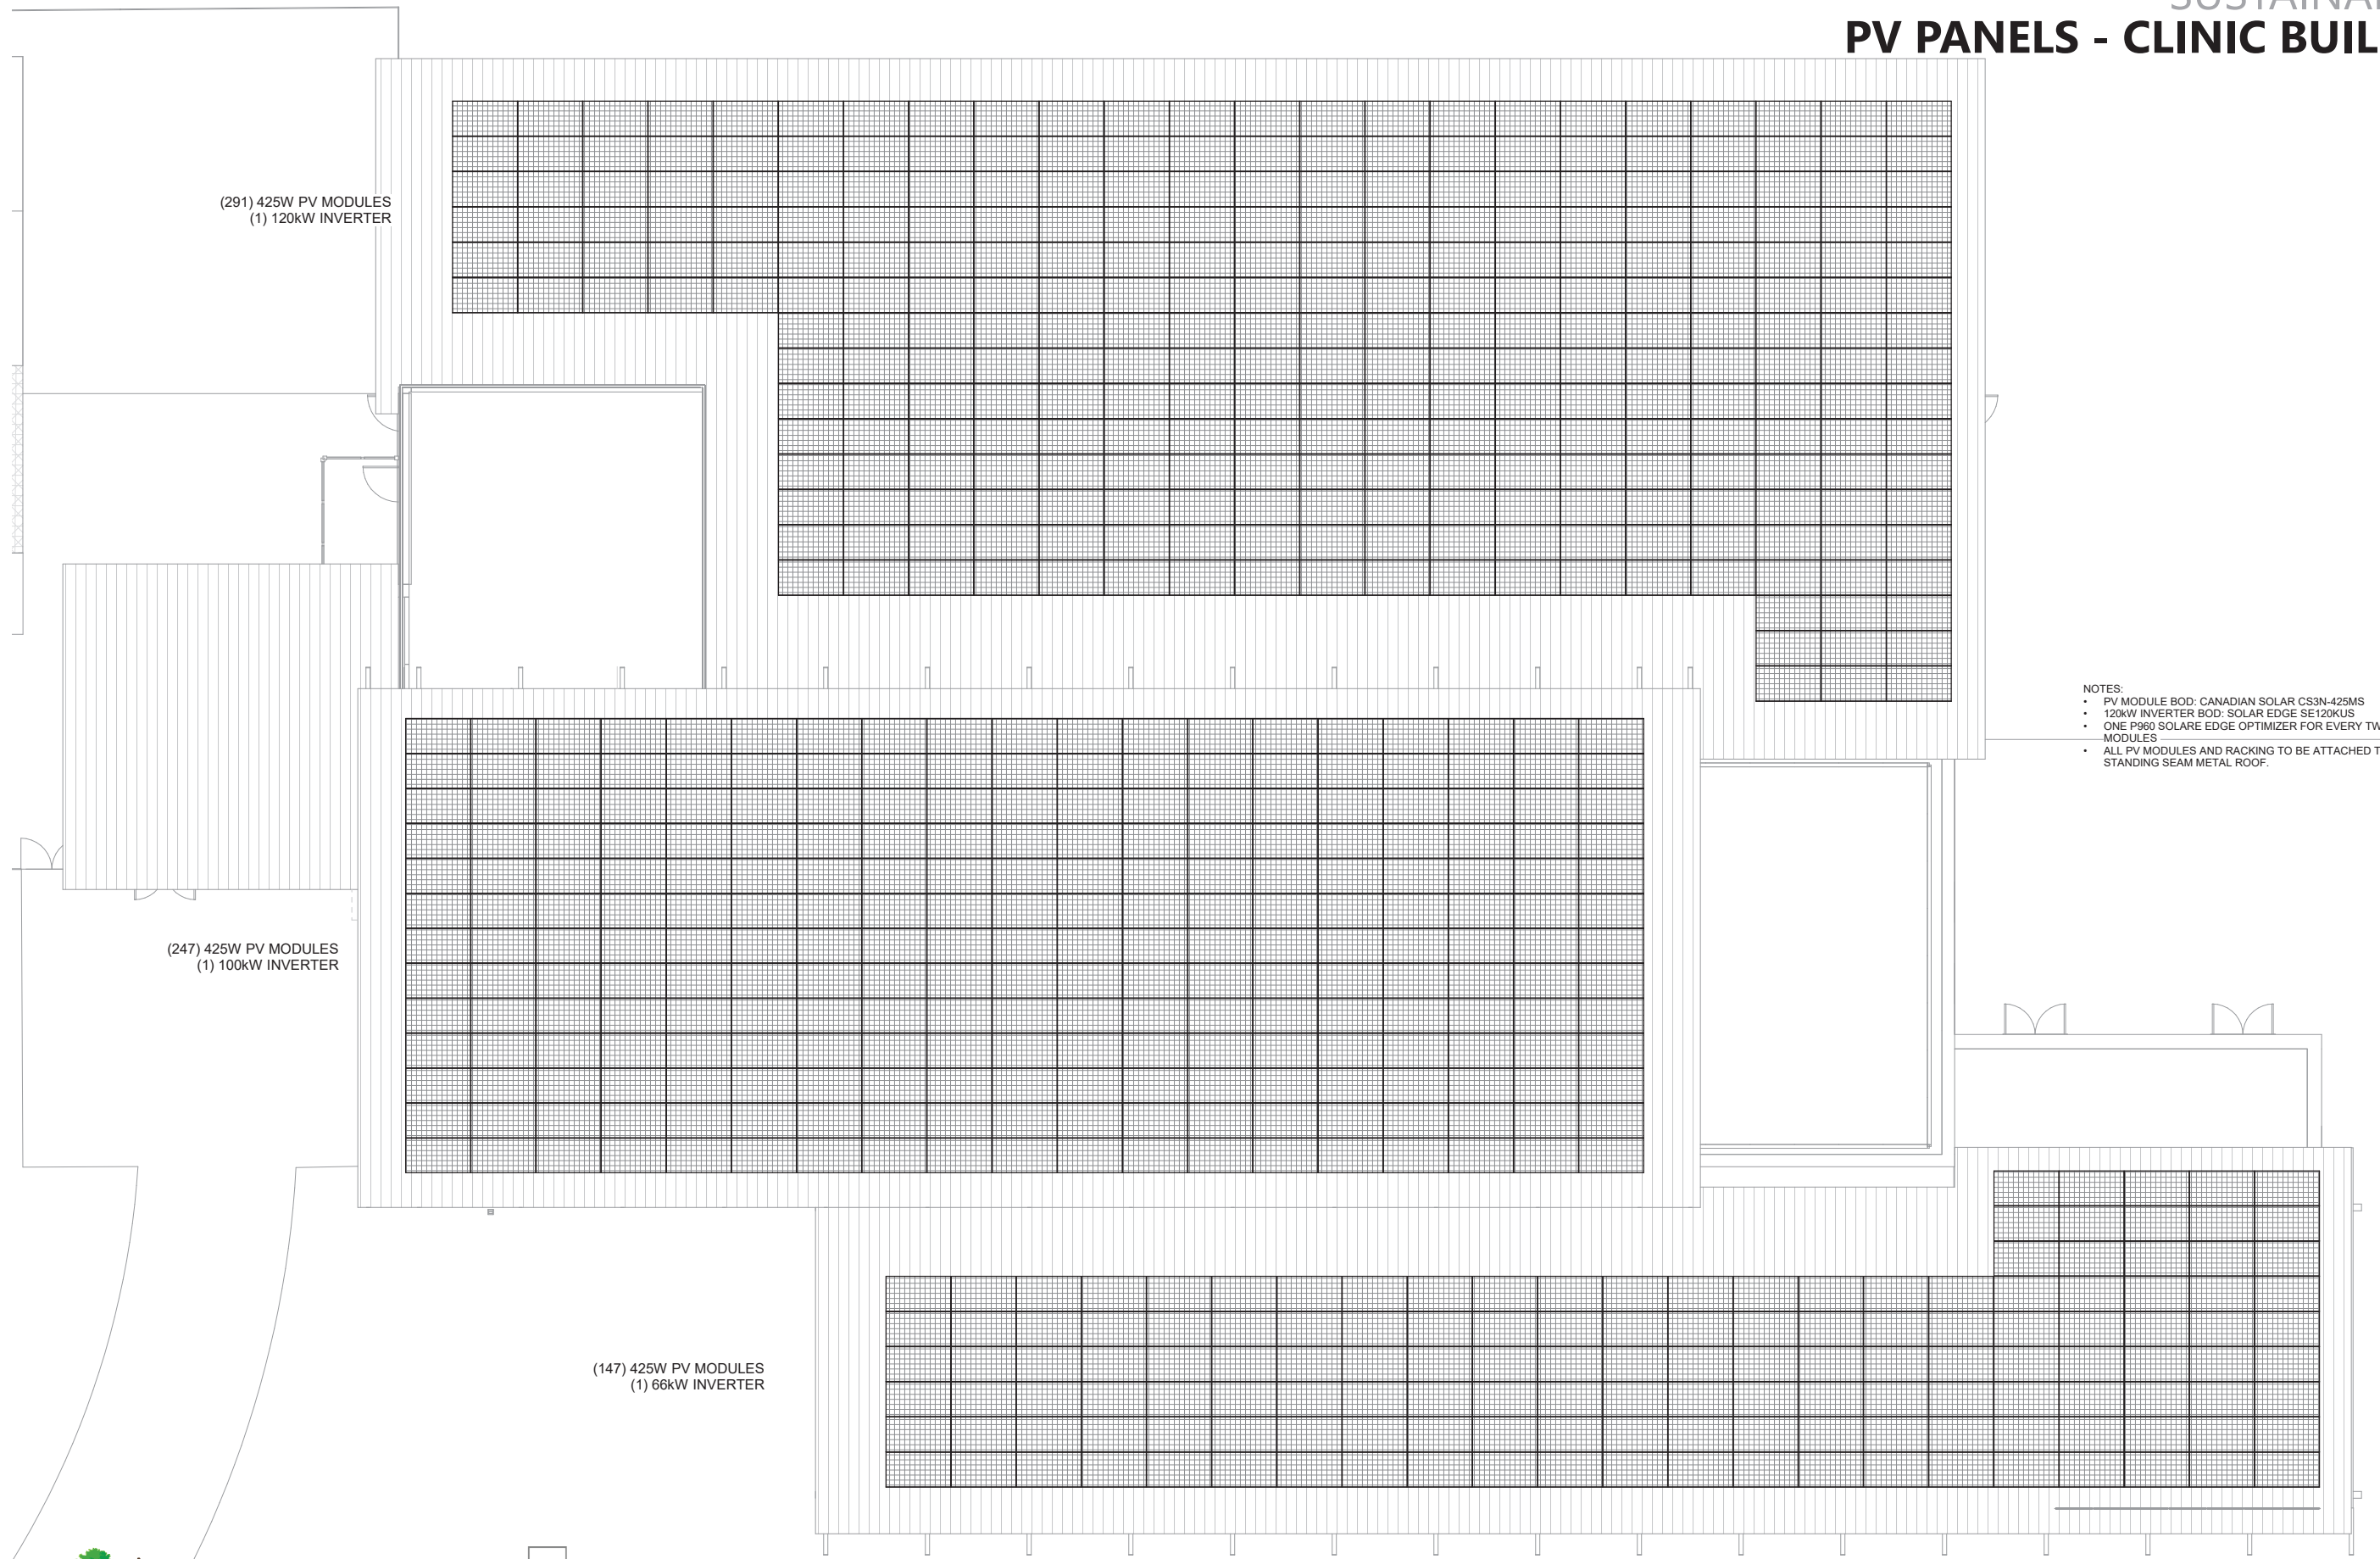 PV PANELS - CLINIC BUIL
(291) 425W PV MODULES
(1) 120kW INVERTER
NOTES:
• PV MODULE BOD: CANADIAN SOLAR CS3N-425MS
• 120kW INVERTER BOD: SOLAR EDGE SE120KUS
• ONE P960 SOLARE EDGE OPTIMIZER FOR EVERY TW
MODULES
• ALL PV MODULES AND RACKING TO BE ATTACHED T
STANDING SEAM METAL ROOF.
(247) 425W PV MODULES
(1) 100kW INVERTER
(147) 425W PV MODULES
(1) 66kW INVERTER